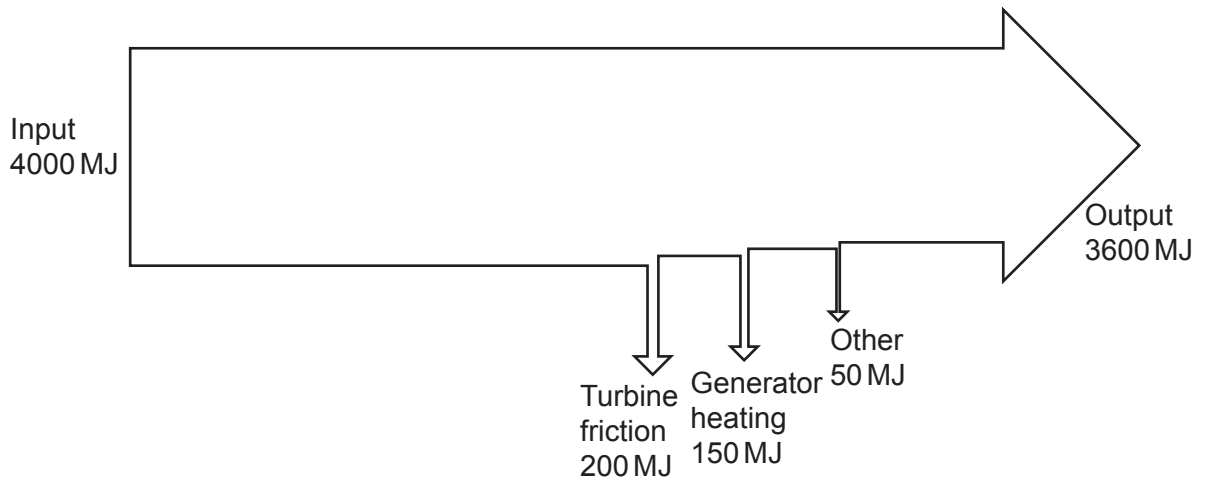 Input
4000 MJ
Output
3600 MJ
Other
50 MJ
Generator
heating
150 MJ
Turbine
friction
200 MJ